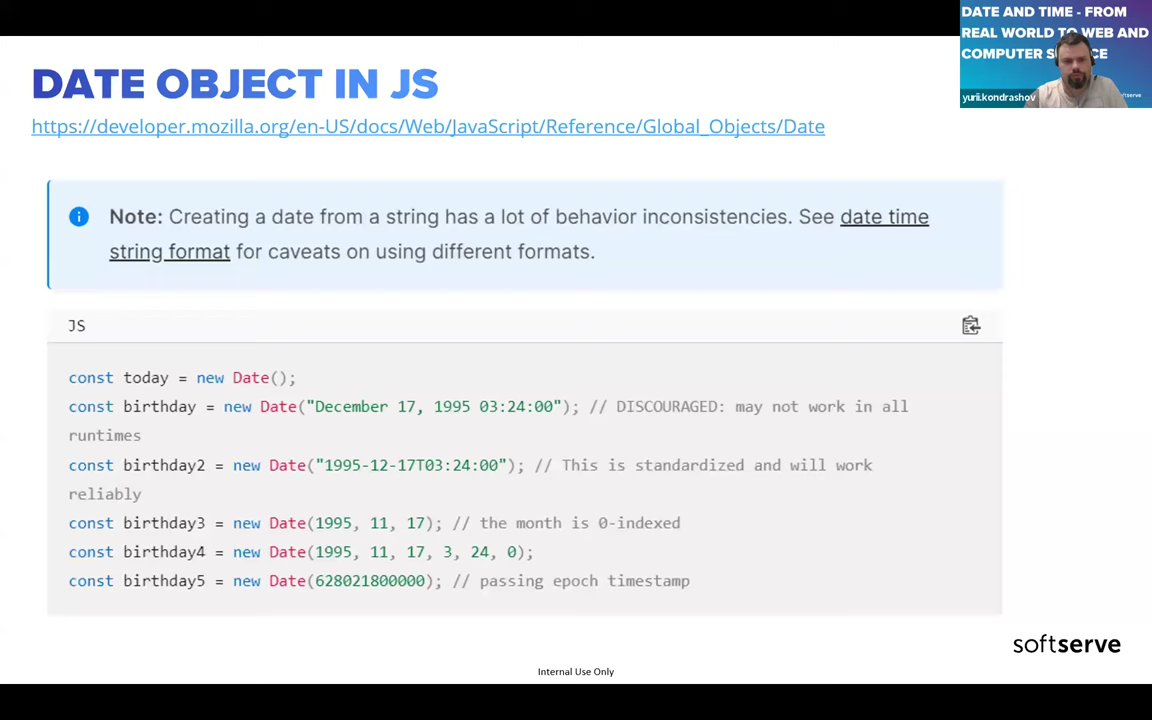 DATE AND TIME - FROM
REAL WORLD TO WEB AND
COMPUTER S CE
yurii.kondrashov
softserve
DATE OBJECT IN JS
https://developer.mozilla.org/en-US/docs/Web/JavaScript/Reference/Global_Objects/Date
Note: Creating a date from a string has a lot of behavior inconsistencies. See date time
string format for caveats on using different formats.
JS
const today = new Date();
const birthday = new Date("December 17, 1995 03:24:00"); // DISCOURAGED: may not work in all
runtimes
const birthday2 = new Date("1995-12-17T03:24:00"); // This is standardized and will work
reliably
const birthday3 = new Date(1995, 11, 17); // the month is 0-indexed
const birthday4 = new Date(1995, 11, 17, 3, 24, 0);
const birthday5 = new Date(628021800000); // passing epoch timestamp
softserve
Internal Use Only